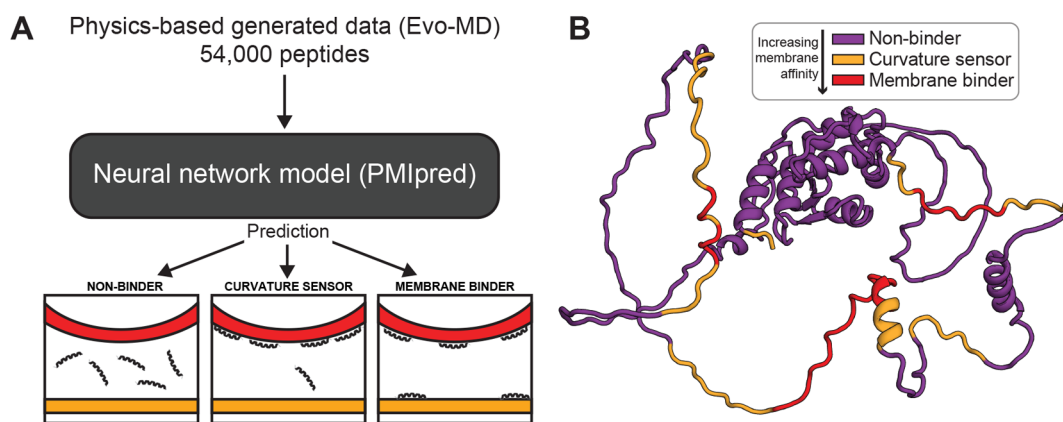 A
Physics-based generated data (Evo-MD)
54,000 peptides
Neural network model (PMIpred)
Prediction
NON-BINDER
CURVATURE SENSOR
MEMBRANE BINDER
B
Increasing
membrane
affinity
Non-binder
Curvature sensor
Membrane binder